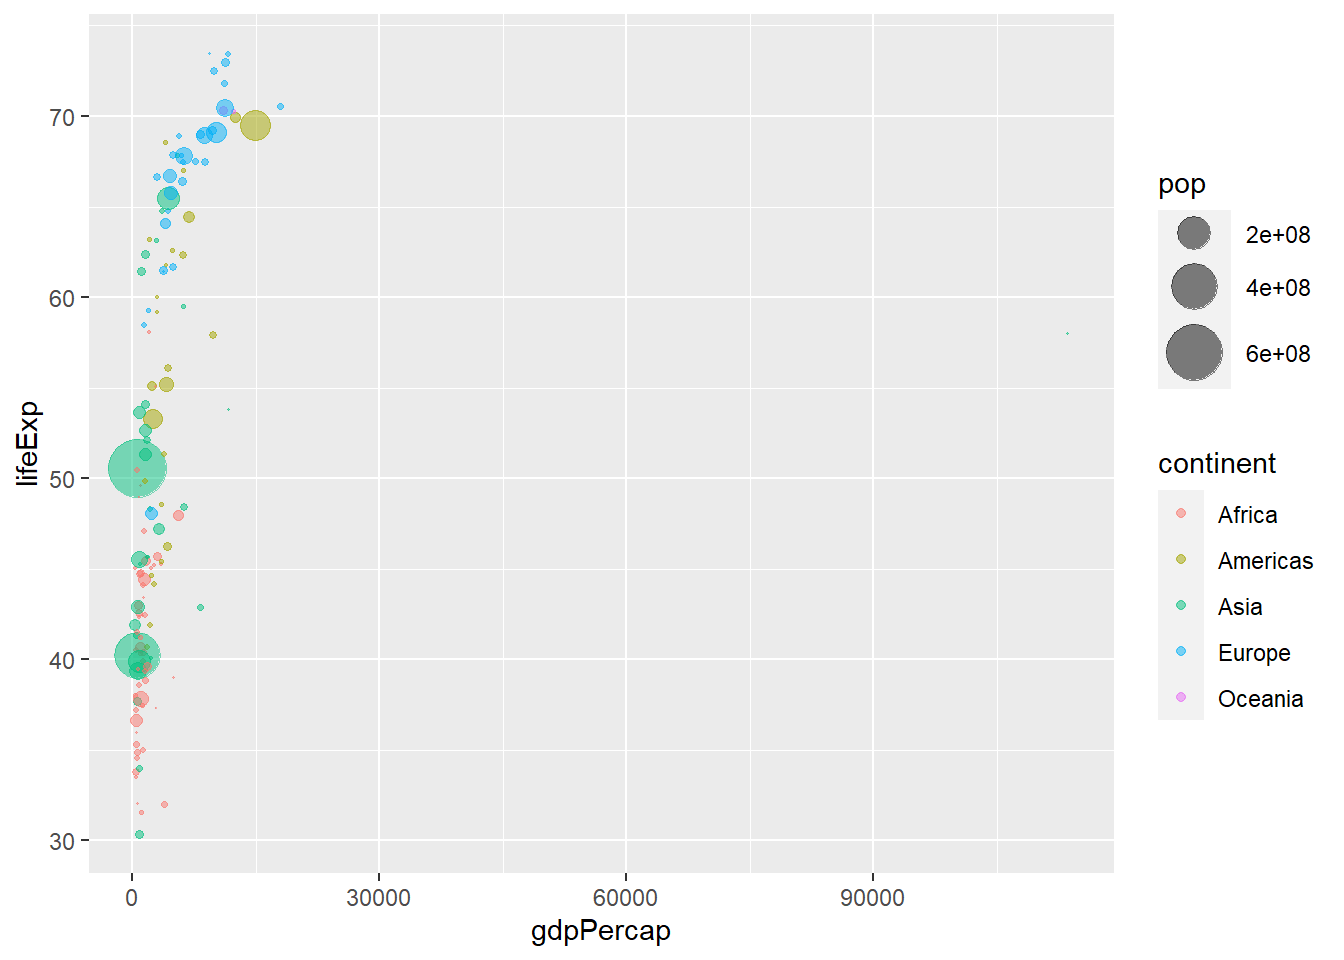 70
60
50
40
30
lifeExp
0
30000
60000
90000
gdpPercap
pop
2e+08
4e+08
6e+08
continent
Africa
Americas
Asia
Europe
Oceania